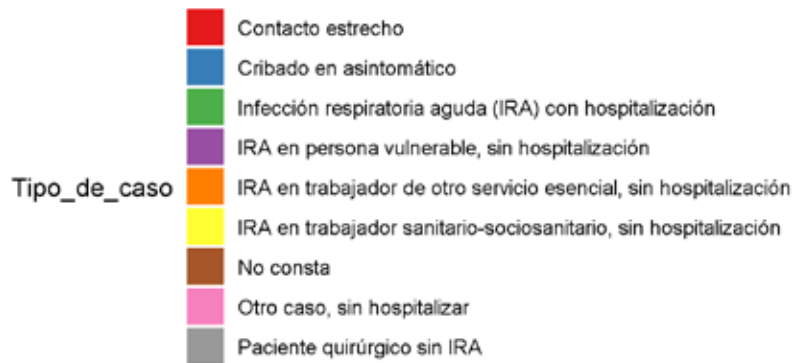 Contacto estrecho
Cribado en asintomático
Infección respiratoria aguda (IRA) con hospitalización
IRA en persona vulnerable, sin hospitalización
Tipo_de_caso
IRA en trabajador de otro servicio esencial, sin hospitalización
IRA en trabajador sanitario-sociosanitario, sin hospitalización
No consta
Otro caso, sin hospitalizar
Paciente quirúrgico sin IRA